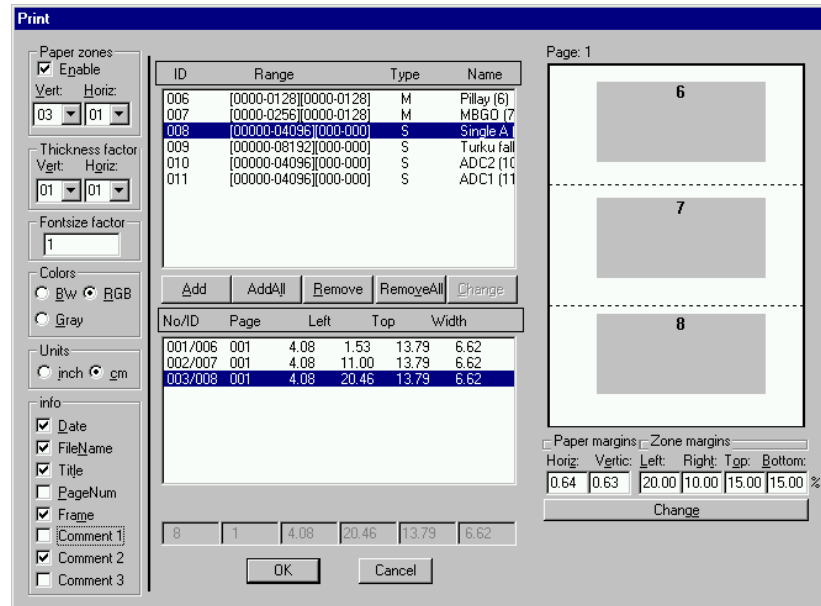 Print
Paper zones
Enable
Vert: Horiz:
03 01
Thickness factor
Vert: Horiz:
01 01
Fontsize factor
1
Colors
BW RGB
Gray
Units
inch cm
info
Date
FileName
Title
PageNum
Frame
Comment 1
Comment 2
Comment 3
ID Range Type Name
006 [0000-0128][0000-0128] M Pillay (6)
007 [0000-0256][0000-0128] M MBGO (7
008 [00000-04096][000-000] S Single A (
009 [00000-08192][000-000] S Turku fall
010 [00000-04096][000-000] S ADC2 (10
011 [00000-04096][000-000] S ADC1 (11
Add AddAll Remove RemoveAll Change
No/ID Page Left Top Width
001/006 001 4.08 1.53 13.79 6.62
002/007 001 4.08 11.00 13.79 6.62
003/008 001 4.08 20.46 13.79 6.62
8 1 4.08 20.46 13.79 6.62
OK Cancel
Page: 1
6
7
8
Paper margins Zone margins
Horiz: Vertic: Left: Right: Top: Bottom:
0.64 0.63 20.00 10.00 15.00 15.00 %
Change